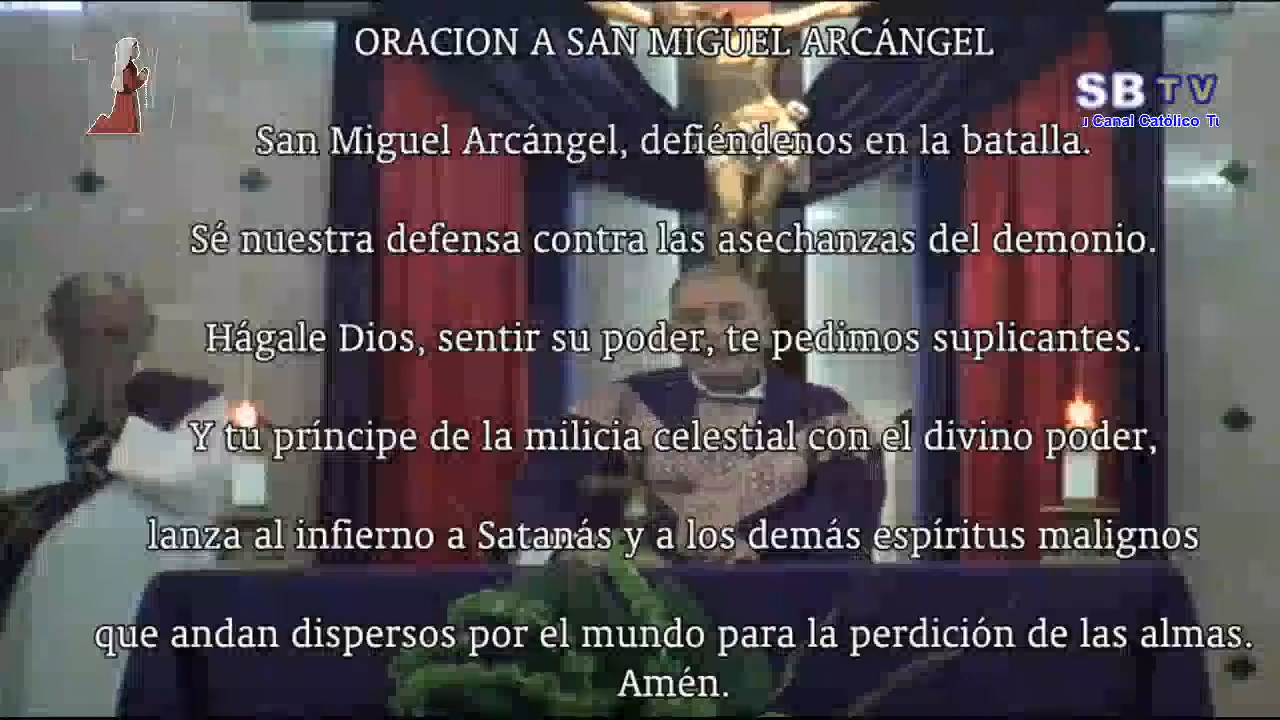 ORACION A SAN MIGUEL ARCÁNGEL
SB TV
Canal Católico
San Miguel Arcángel, defiéndenos en la batalla.
Sé nuestra defensa contra las asechanzas del demonio.
Hágale Dios, sentir su poder, te pedimos suplicantes.
Y tu príncipe de la milicia celestial con el divino poder,
lanza al infierno a Satanás y a los demás espíritus malignos
que andan dispersos por el mundo para la perdición de las almas.
Amén.